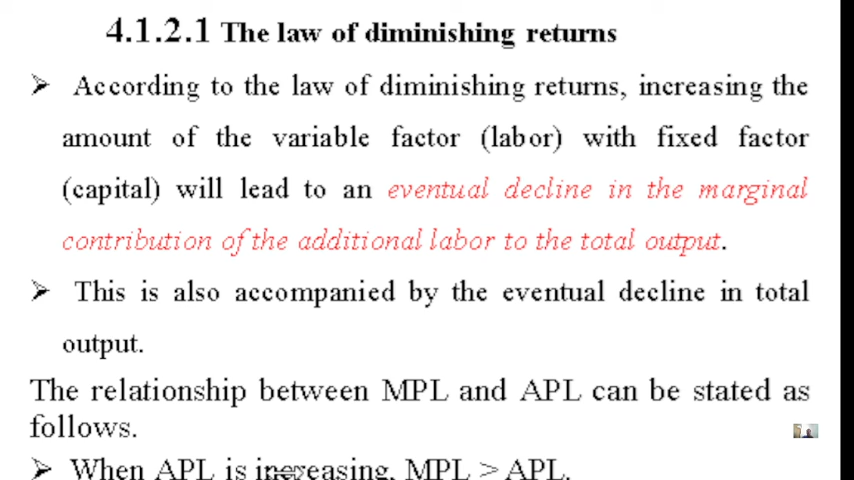 4.1.2.1 The law of diminishing returns
➢ According to the law of diminishing returns, increasing the
amount of the variable factor (labor) with fixed factor
(capital) will lead to an eventual decline in the marginal
contribution of the additional labor to the total output.
➢ This is also accompanied by the eventual decline in total
output.
The relationship between MPL and APL can be stated as
follows.
➢ When APL is increasing, MPL > APL.